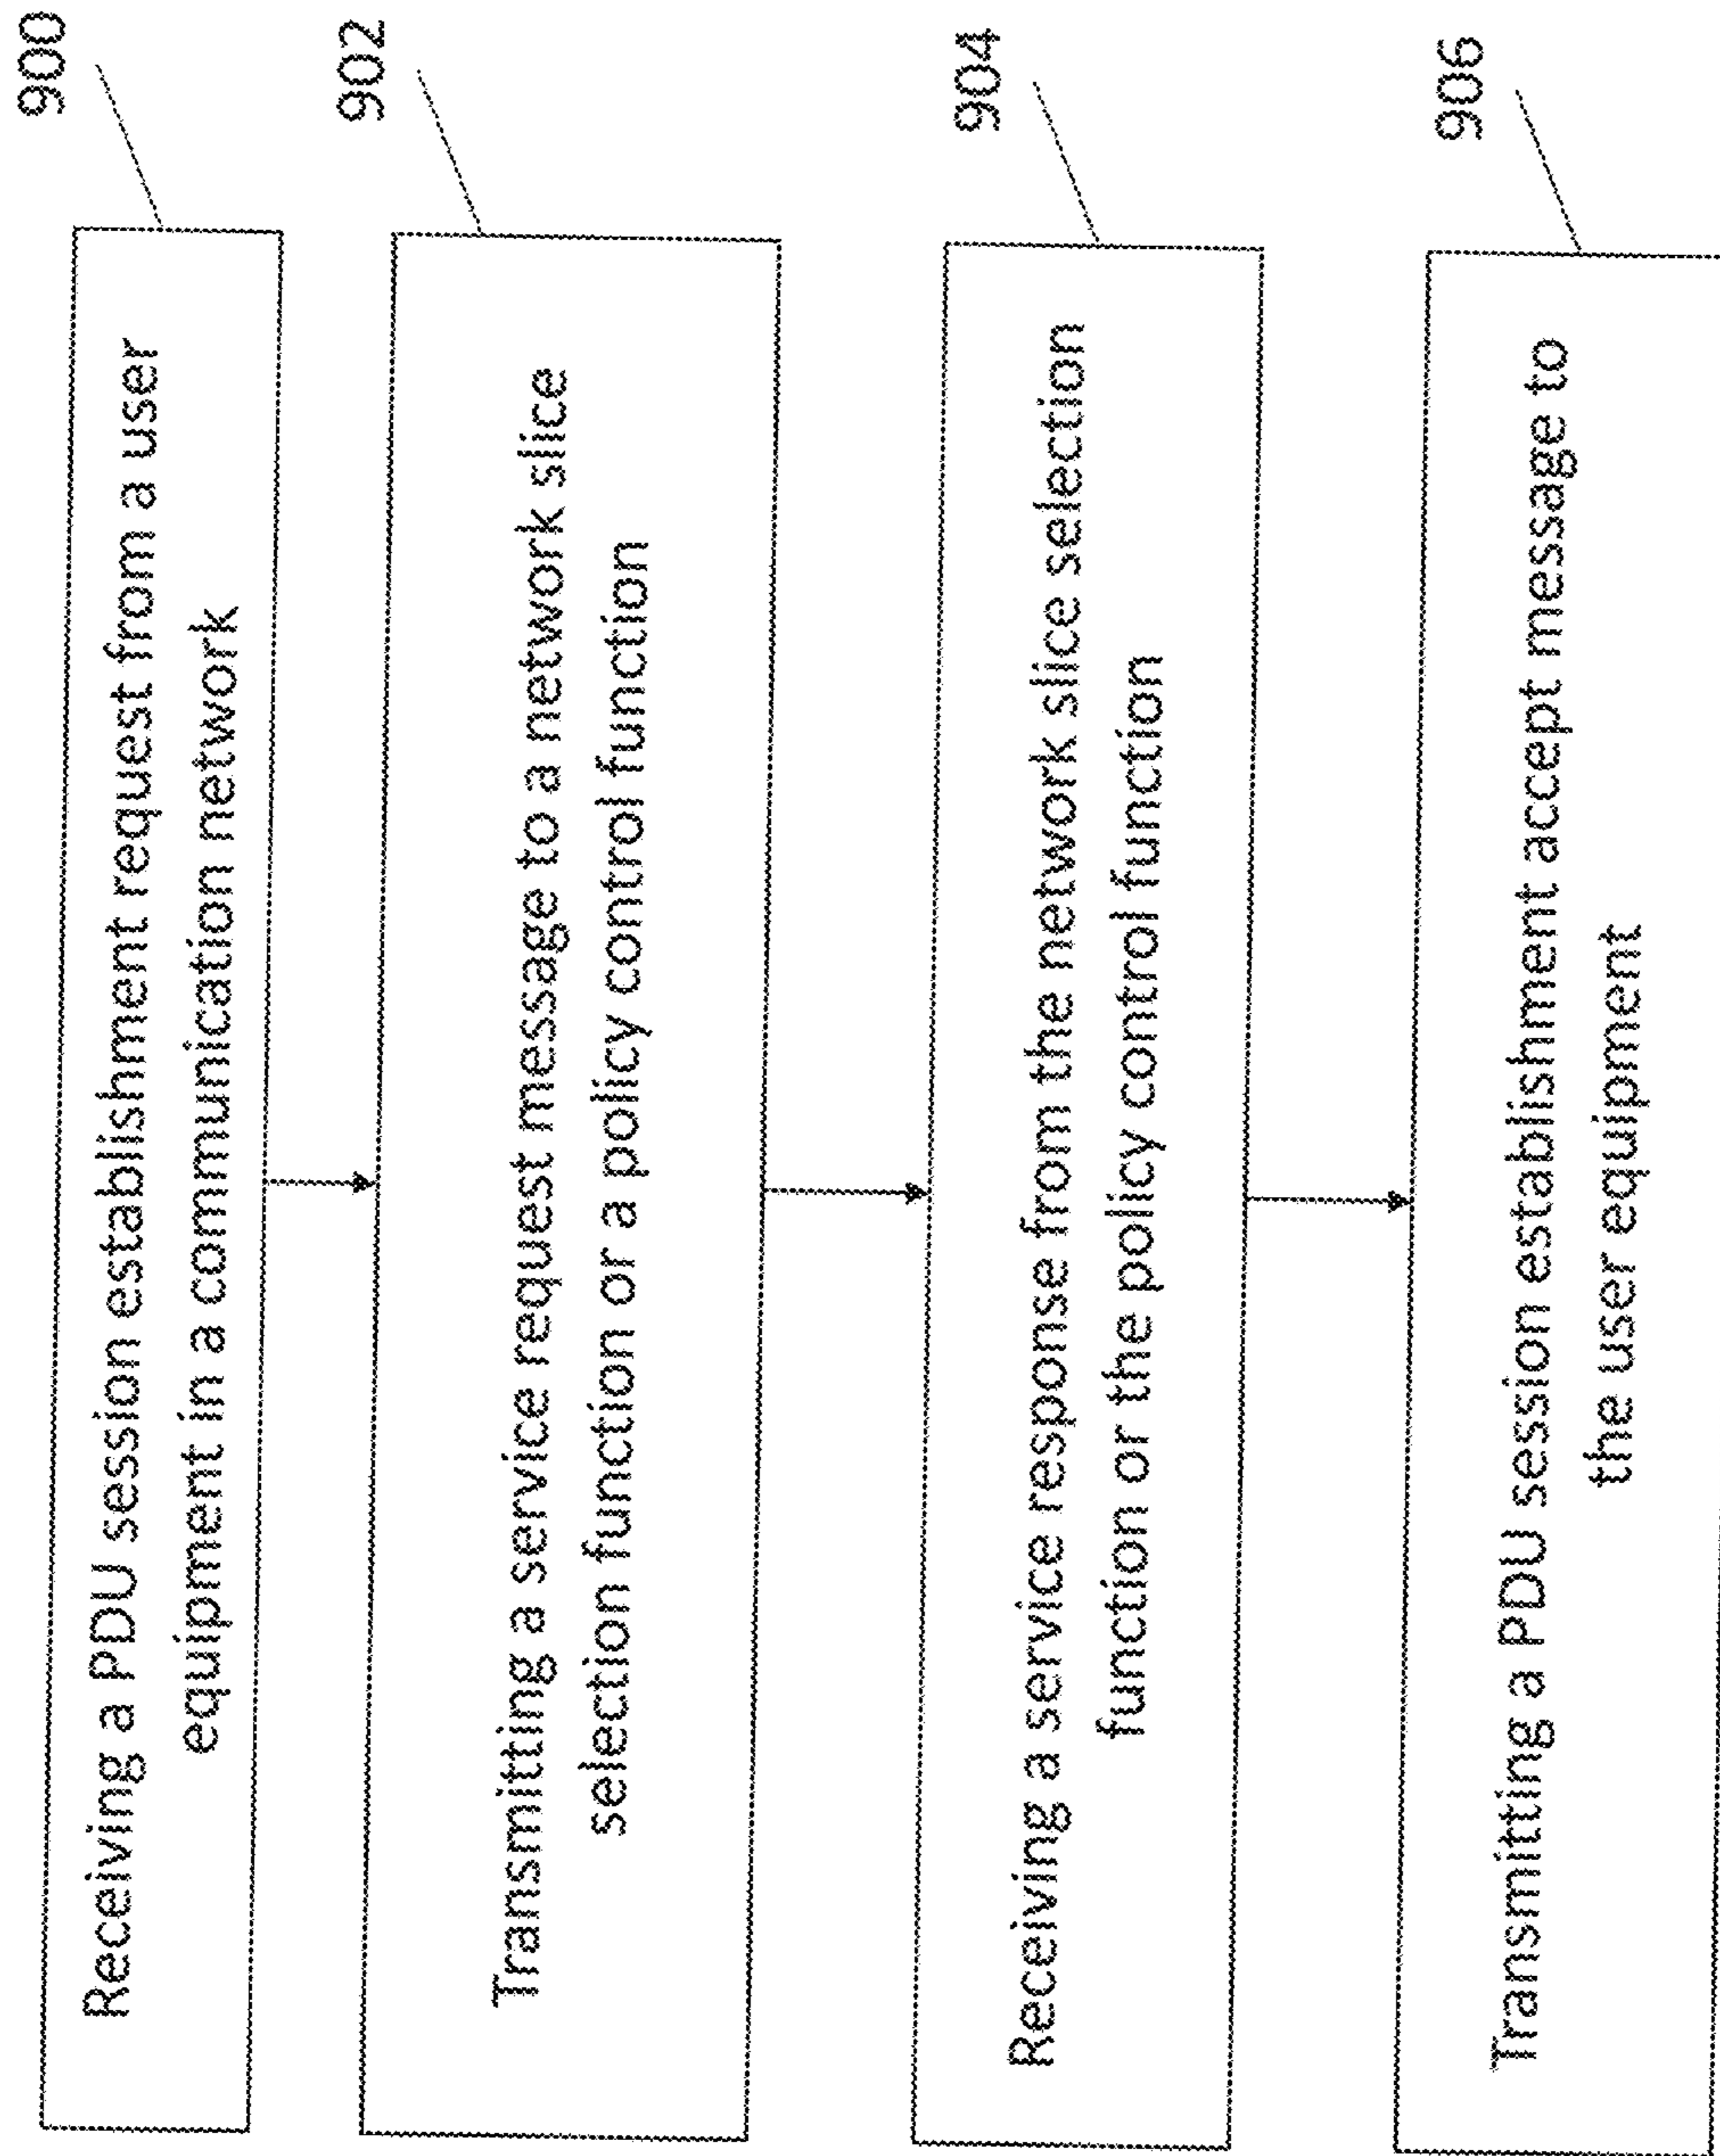 900
Receiving a PDU session establishment request from a user
equipment in a communication network
902
Transmitting a service request message to a network slice
selection function or a policy control function
904
Receiving a service response from the network slice selection
function or the policy control function
906
Transmitting a PDU session establishment accept message to
the user equipment